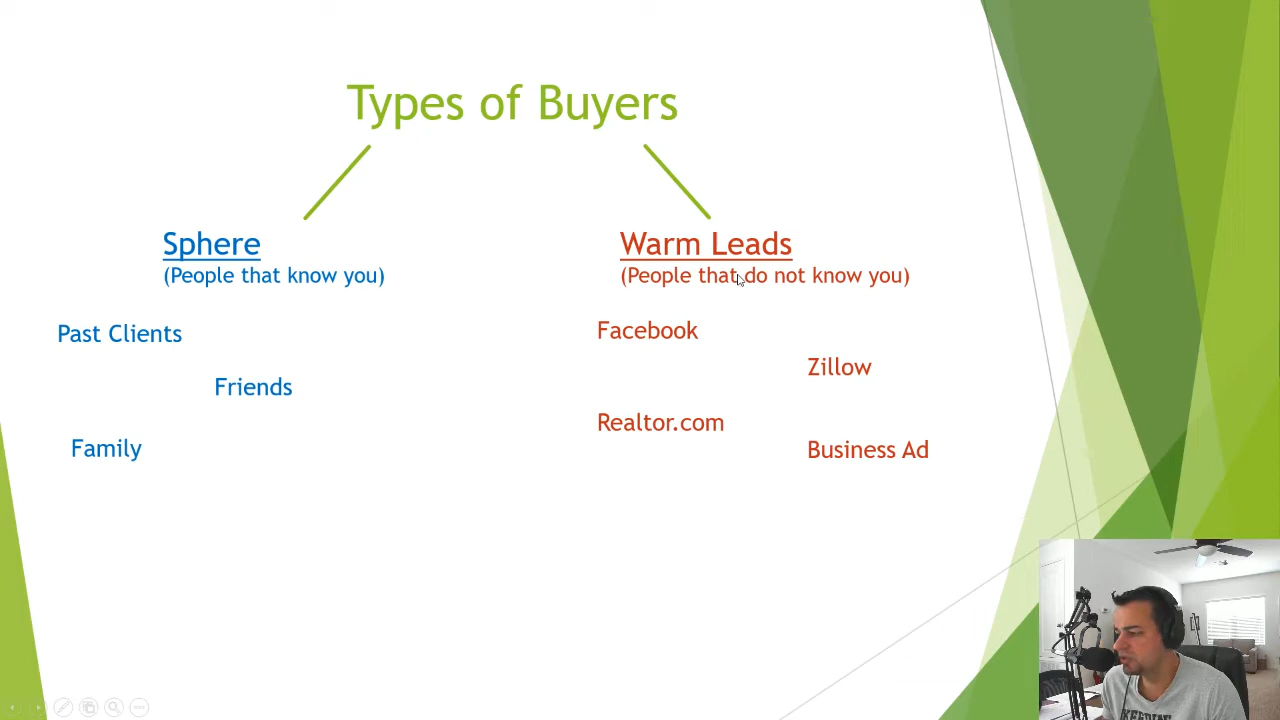 Types of Buyers
Sphere
(People that know you)
Warm Leads
(People that do not know you)
Past Clients
Friends
Family
Facebook
Zillow
Realtor.com
Business Ad